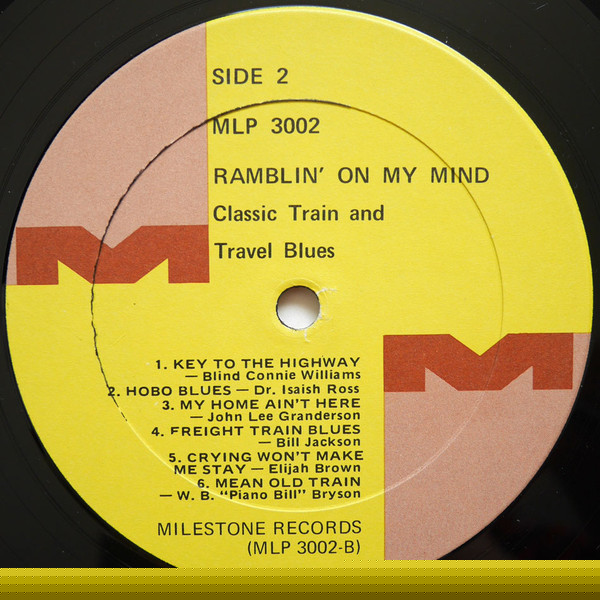 SIDE 2
MLP 3002
RAMBLIN' ON MY MIND
Classic Train and
Travel Blues
1. KEY TO THE HIGHWAY
— Blind Connie Williams
2. HOBO BLUES — Dr. Isaish Ross
3. MY HOME AIN'T HERE
— John Lee Granderson
4. FREIGHT TRAIN BLUES
— Bill Jackson
5. CRYING WON'T MAKE
ME STAY — Elijah Brown
6. MEAN OLD TRAIN
— W. B. "Piano Bill" Bryson
MILESTONE RECORDS
(MLP 3002-B)